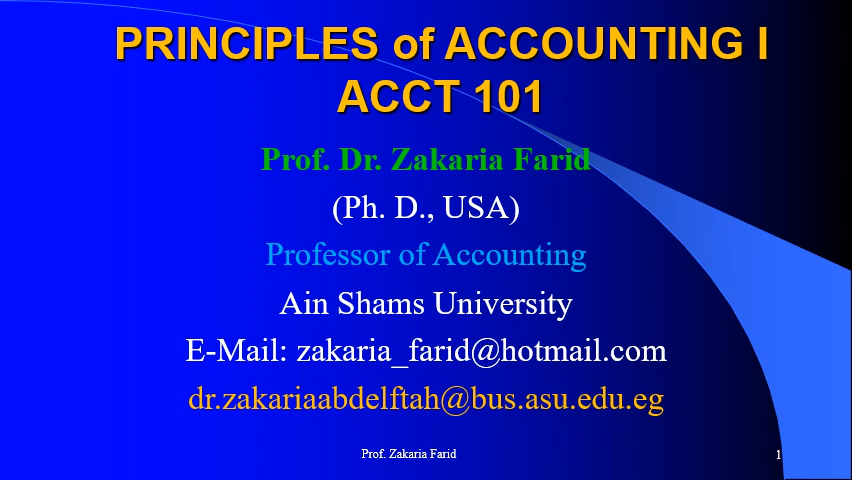 PRINCIPLES of ACCOUNTING I
ACCT 101
Prof. Dr. Zakaria Farid
(Ph. D., USA)
Professor of Accounting
Ain Shams University
E-Mail: zakaria_farid@hotmail.com
dr.zakariaabdelftah@bus.asu.edu.eg
Prof. Zakaria Farid
1